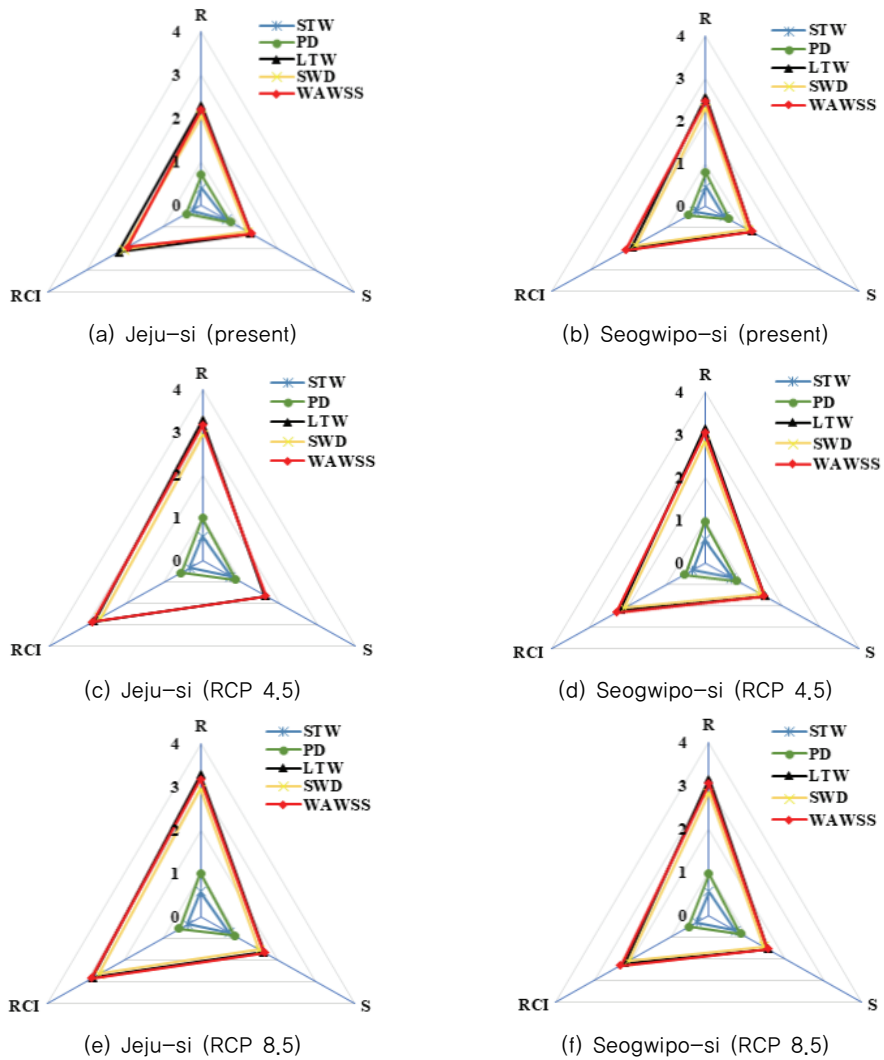 R
4
3
2
1
0
RCI
S
STW
PD
LTW
SWD
WAWSS
(a) Jeju-si (present)
R
4
3
2
1
0
RCI
S
STW
PD
LTW
SWD
WAWSS
(b) Seogwipo-si (present)
R
4
3
2
1
0
RCI
S
STW
PD
LTW
SWD
WAWSS
(c) Jeju-si (RCP 4.5)
R
4
3
2
1
0
RCI
S
STW
PD
LTW
SWD
WAWSS
(d) Seogwipo-si (RCP 4.5)
R
4
3
2
1
0
RCI
S
STW
PD
LTW
SWD
WAWSS
(e) Jeju-si (RCP 8.5)
R
4
3
2
1
0
RCI
S
STW
PD
LTW
SWD
WAWSS
(f) Seogwipo-si (RCP 8.5)